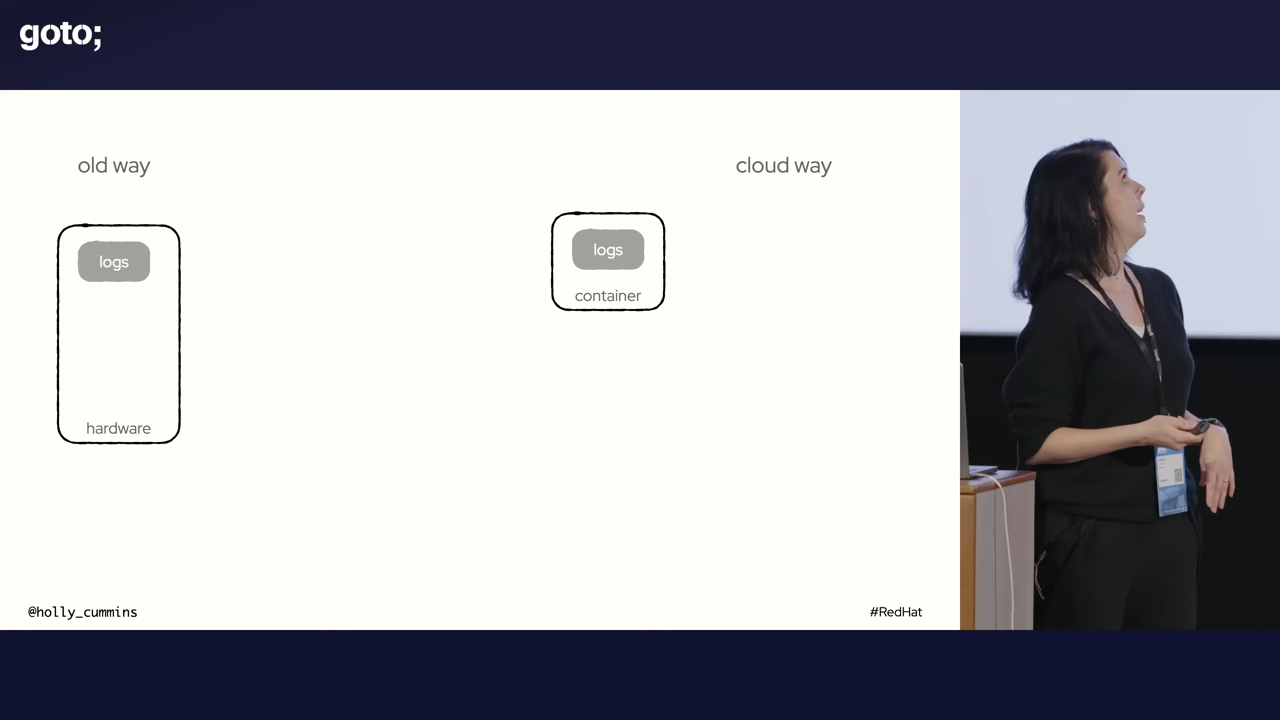 goto;
old way
cloud way
logs
hardware
logs
container
@holly_cummins
#RedHat